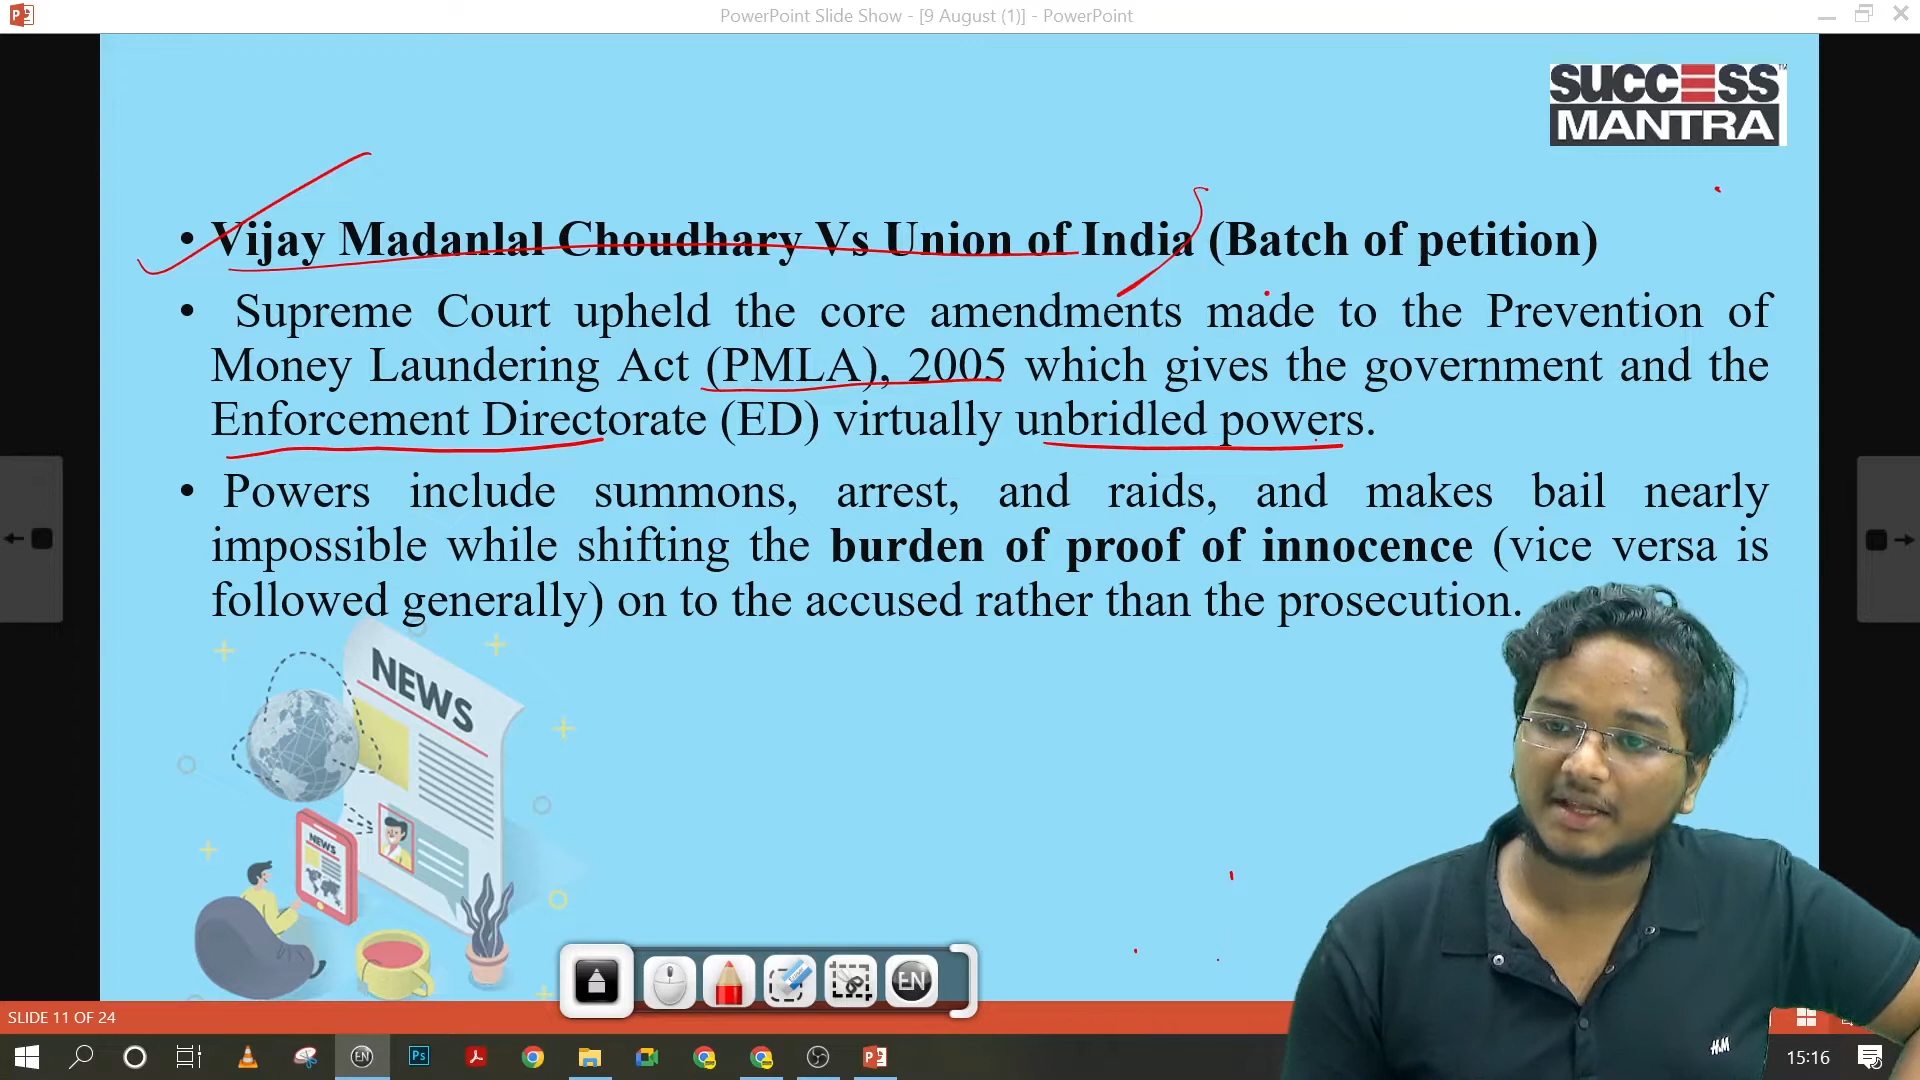 PowerPoint Slide Show - [9 August (1)] - PowerPoint
SUCCESS
MANTRA
• Vijay Madanlal Choudhary Vs Union of India (Batch of petition)
• Supreme Court upheld the core amendments made to the Prevention of
Money Laundering Act (PMLA), 2005 which gives the government and the
Enforcement Directorate (ED) virtually unbridled powers.
• Powers include summons, arrest, and raids, and makes bail nearly
impossible while shifting the burden of proof of innocence (vice versa is
followed generally) on to the accused rather than the prosecution.
NEWS
NEWS
EN
SLIDE 11 OF 24
EN
Ps
H&M
15:16